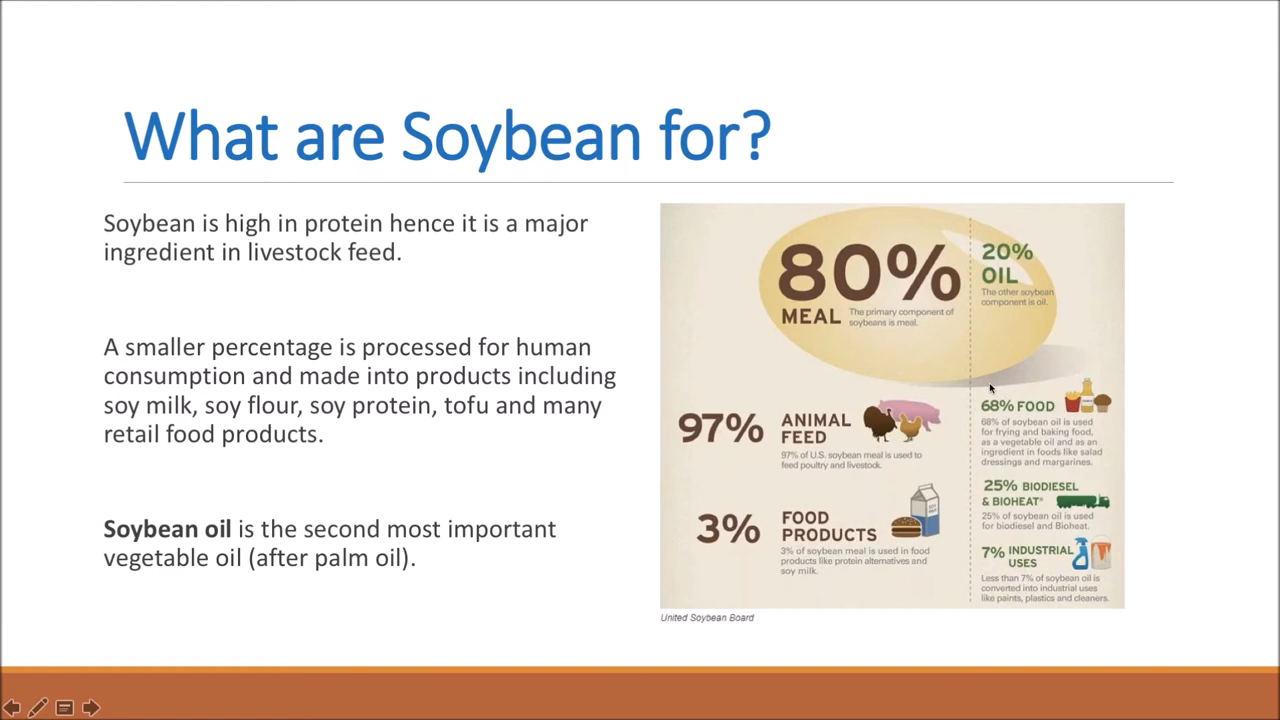 What are Soybean for?
Soybean is high in protein hence it is a major
ingredient in livestock feed.
A smaller percentage is processed for human
consumption and made into products including
soy milk, soy flour, soy protein, tofu and many
retail food products.
Soybean oil is the second most important
vegetable oil (after palm oil).
80%
MEAL
The primary component of
soybeans is meal.
20%
OIL
The other soybean
component is oil.
97%
ANIMAL
FEED
97% of U.S. soybean meal is used to
feed poultry and livestock.
3%
FOOD
PRODUCTS
3% of soybean meal is used in food
products like protein alternatives and
soy milk.
68% FOOD
68% of soybean oil is used
for frying and baking food,
as a vegetable oil and as an
ingredient in foods like salad
dressings and margarines.
25% BIODIESEL
& BIOHEAT®
25% of soybean oil is used
for biodiesel and Bioheat.
7% INDUSTRIAL
USES
Less than 7% of soybean oil is
converted into industrial uses
like paints, plastics and cleaners.
United Soybean Board